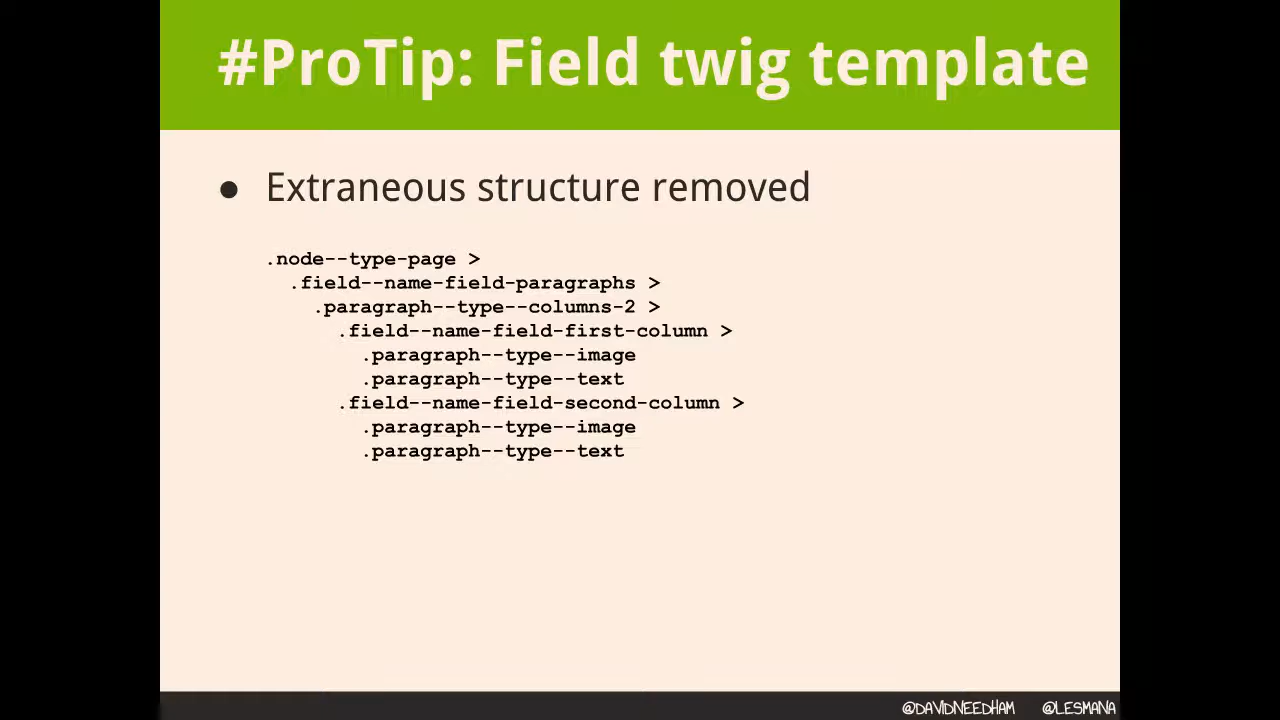 #ProTip: Field twig template
● Extraneous structure removed
.node--type-page >
.field--name-field-paragraphs >
.paragraph--type--columns-2 >
.field--name-field-first-column >
.paragraph--type--image
.paragraph--type--text
.field--name-field-second-column >
.paragraph--type--image
.paragraph--type--text
@DAVIDNEEDHAM @LESMANA